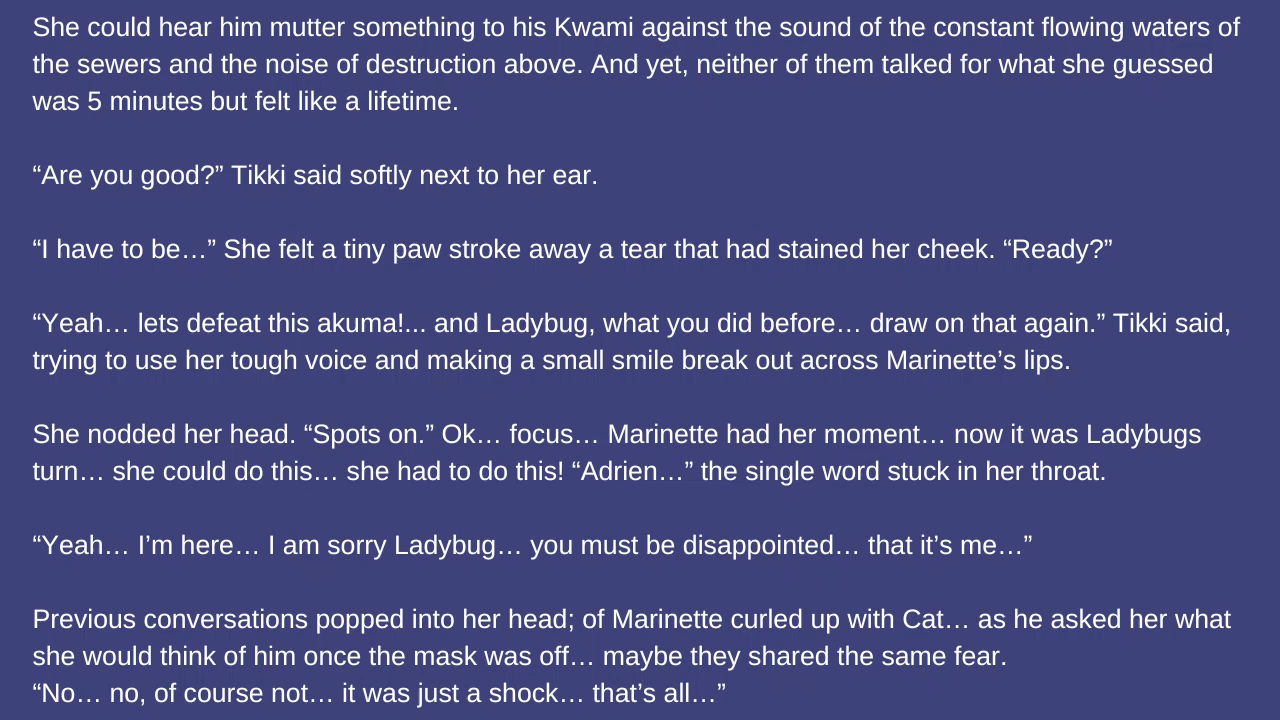 She could hear him mutter something to his Kwami against the sound of the constant flowing waters of
the sewers and the noise of destruction above. And yet, neither of them talked for what she guessed
was 5 minutes but felt like a lifetime.
“Are you good?” Tikki said softly next to her ear.
“I have to be…” She felt a tiny paw stroke away a tear that had stained her cheek. “Ready?”
“Yeah… lets defeat this akuma!... and Ladybug, what you did before… draw on that again.” Tikki said,
trying to use her tough voice and making a small smile break out across Marinette’s lips.
She nodded her head. “Spots on.” Ok… focus… Marinette had her moment… now it was Ladybugs
turn… she could do this… she had to do this! “Adrien…” the single word stuck in her throat.
“Yeah… I’m here… I am sorry Ladybug… you must be disappointed… that it’s me…”
Previous conversations popped into her head; of Marinette curled up with Cat… as he asked her what
she would think of him once the mask was off… maybe they shared the same fear.
“No… no, of course not… it was just a shock… that’s all…”